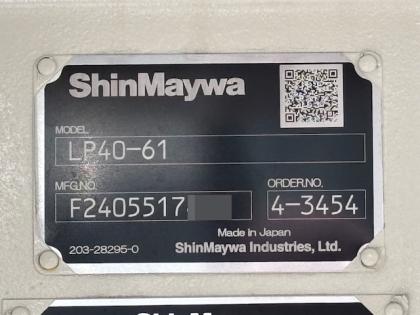 ShinMaywa
MODEL
LP40-61
MFG.NO. ORDER.NO.
F2405517 4-3454
Made in Japan
203-28295-0 ShinMaywa Industries, Ltd.